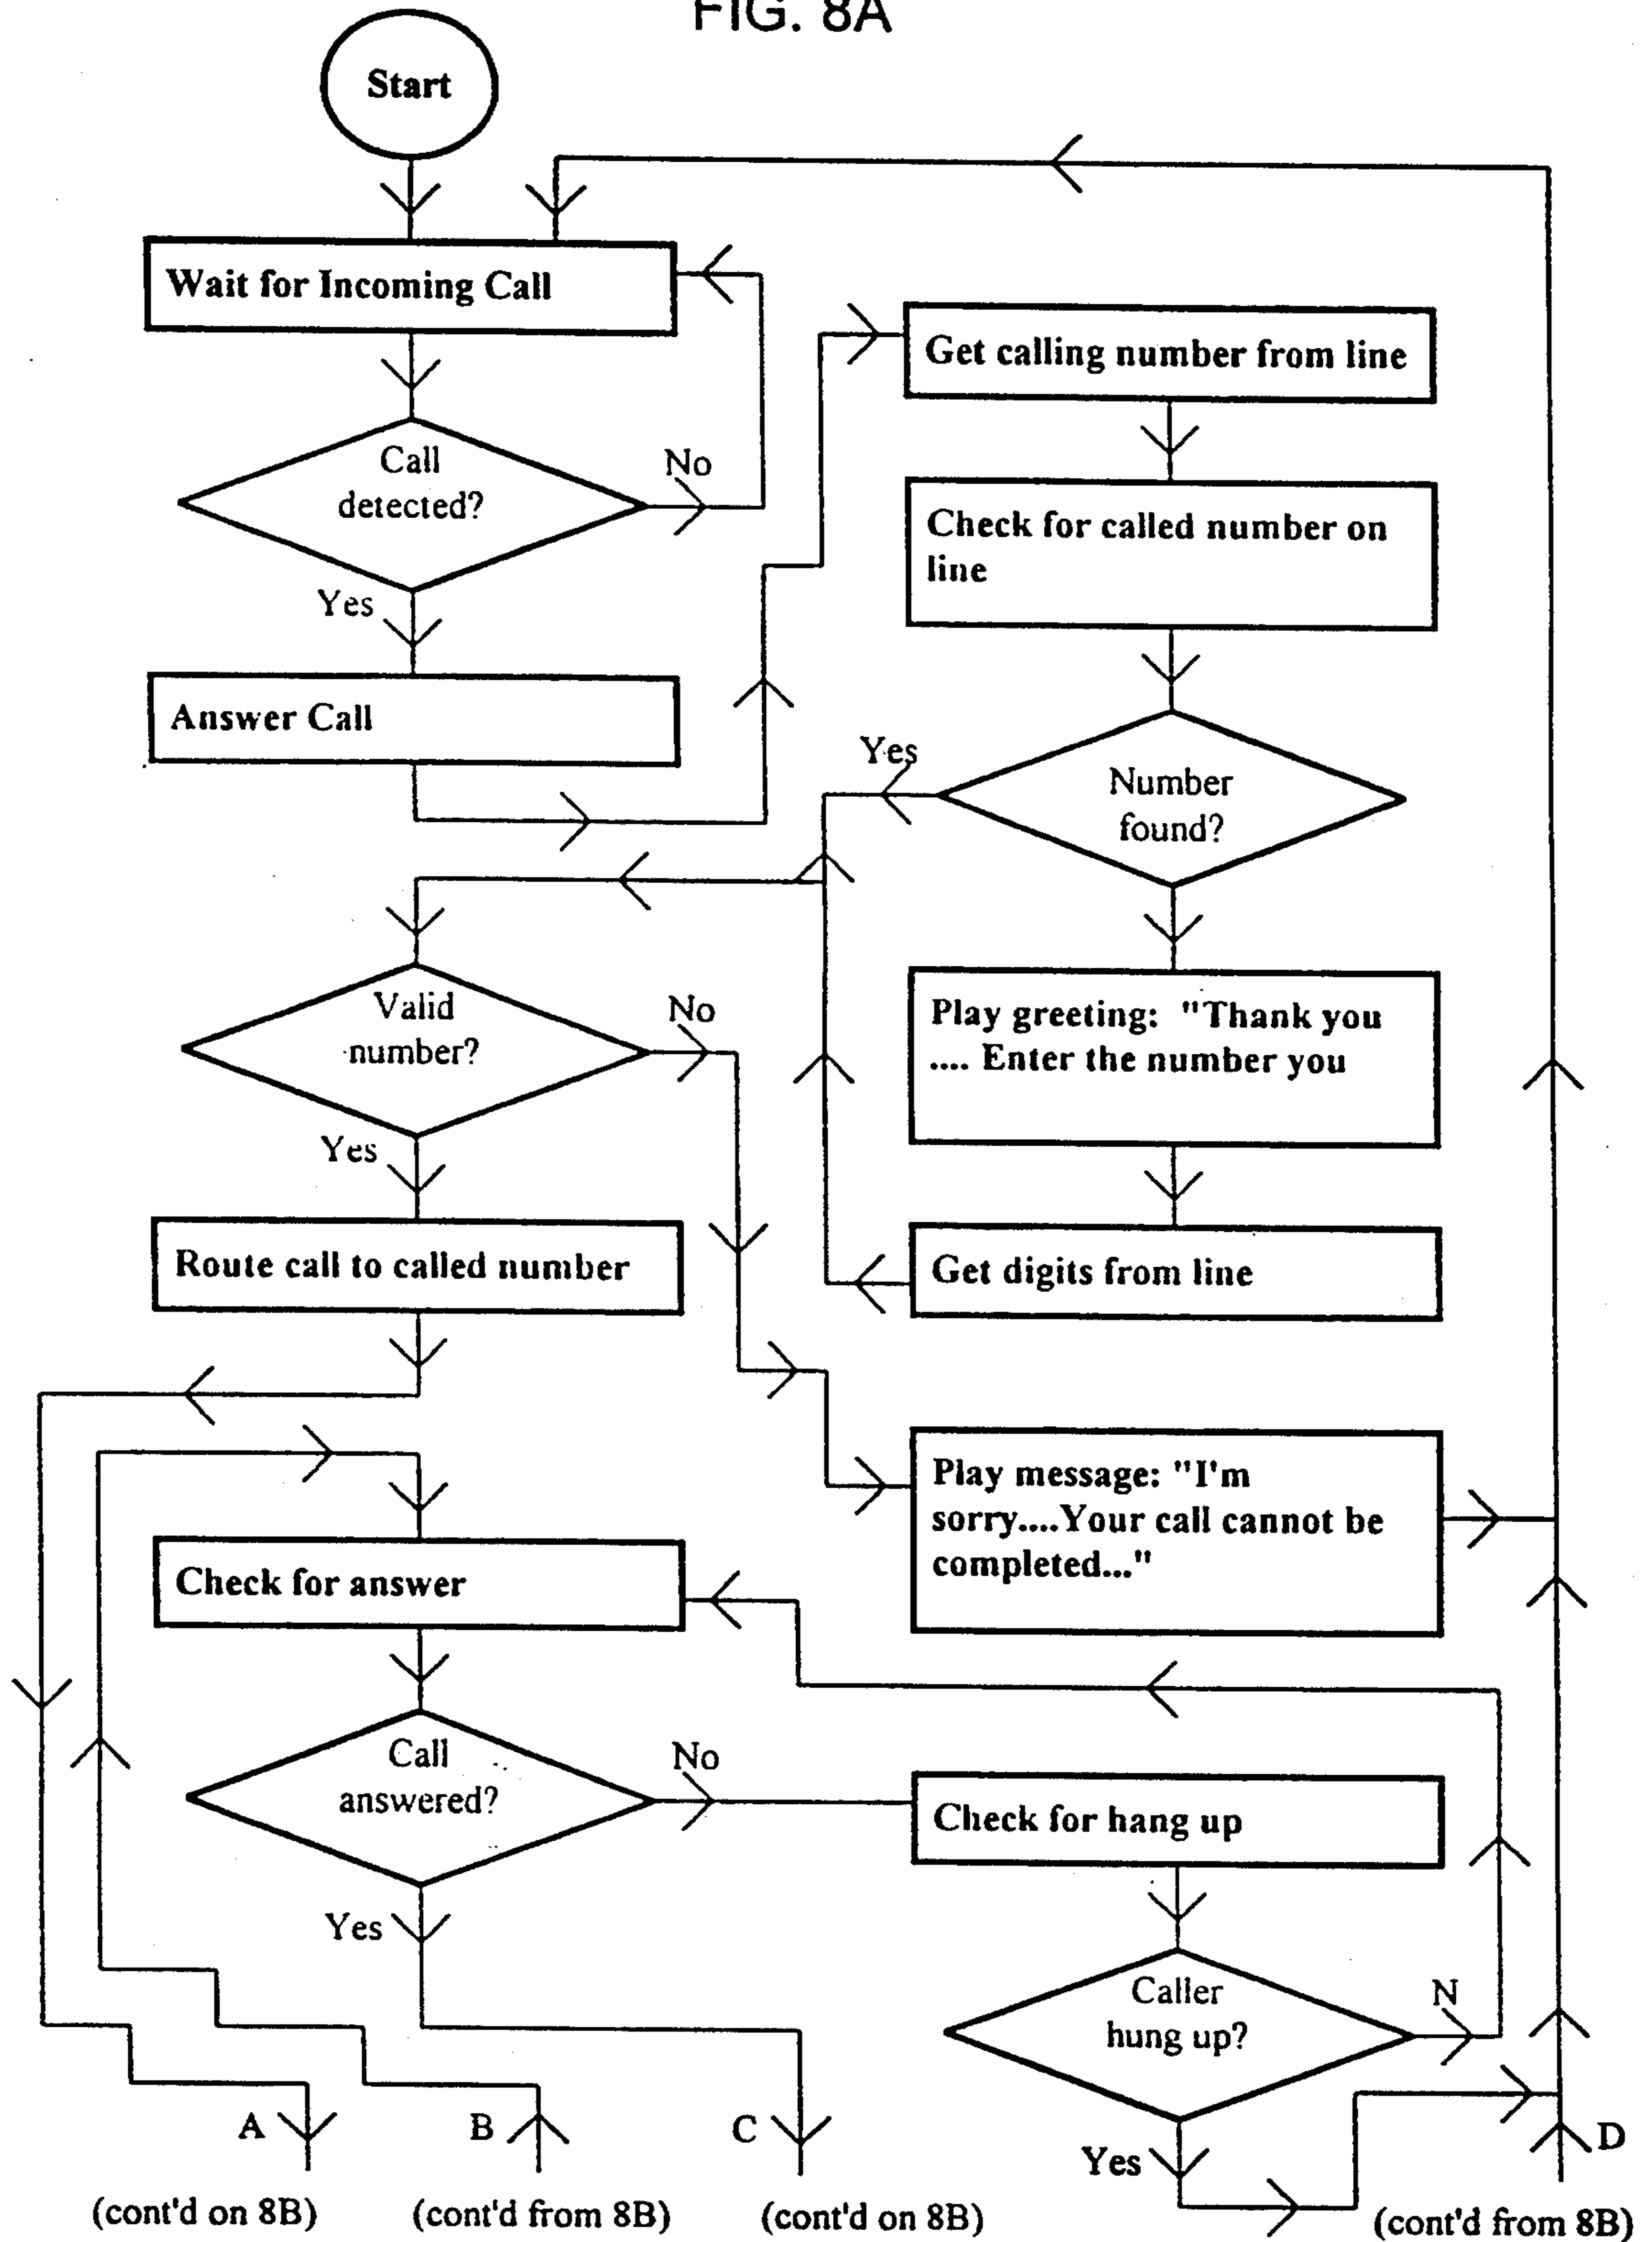 FIG. 8A
Start
Wait for Incoming Call
Call
detected?
No
Yes
Answer Call
Get calling number from line
Check for called number on
line
Number
found?
Yes
Play greeting: "Thank you
.... Enter the number you
Get digits from line
Valid
number?
No
Yes
Route call to called number
Play message: "I'm
sorry....Your call cannot be
completed..."
Check for answer
Call
answered?
No
Yes
Check for hang up
Caller
hung up?
N
Yes
A
B
C
D
(cont'd on 8B)
(cont'd from 8B)
(cont'd on 8B)
(cont'd from 8B)